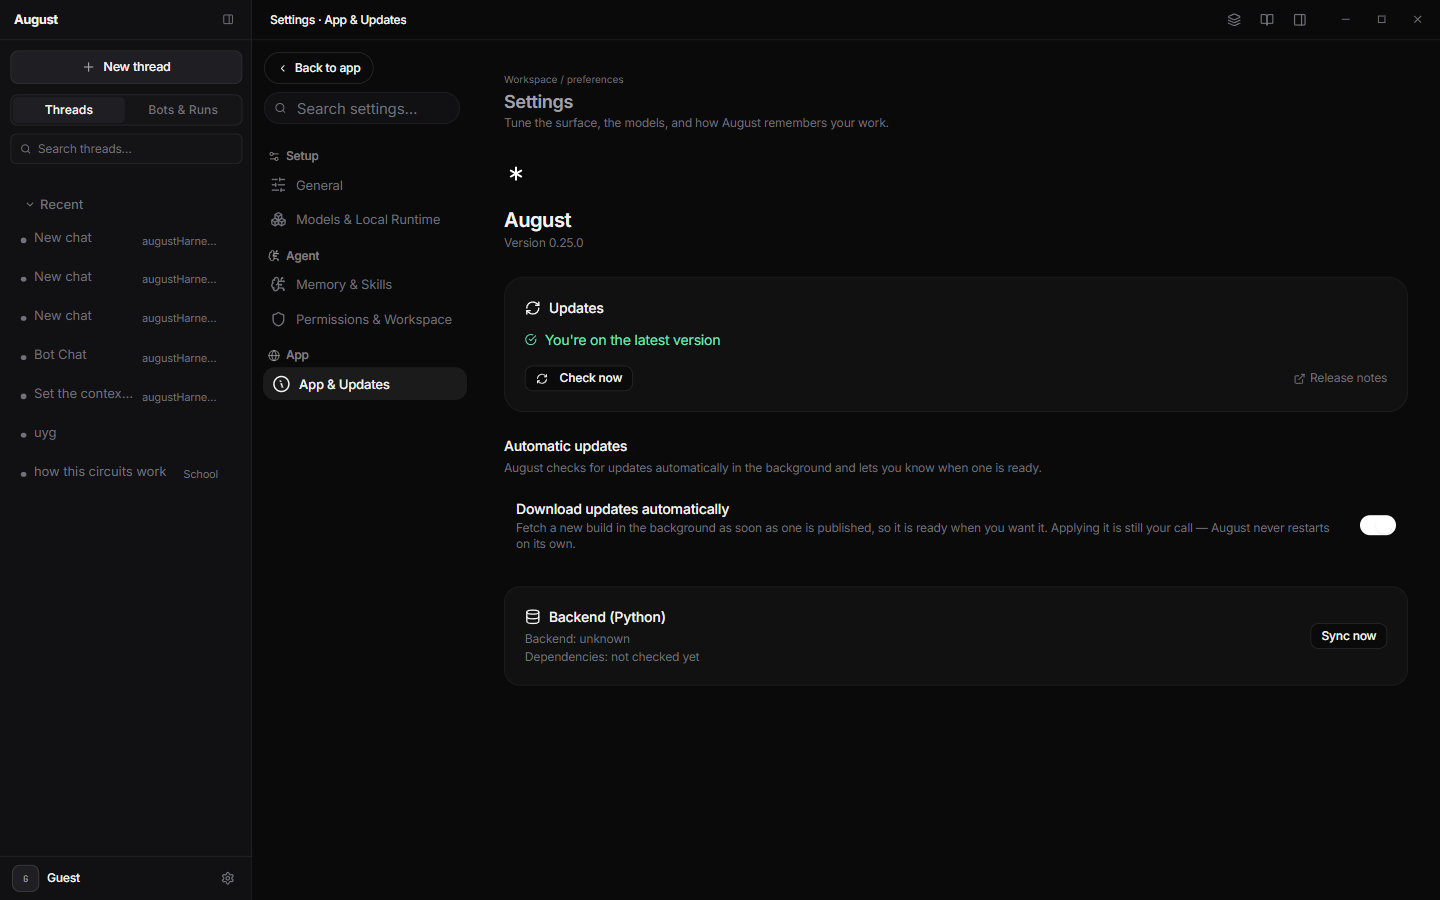 August
Settings · App & Updates
New thread
Threads
Bots & Runs
Search threads...
Recent
New chat
augustHarne...
New chat
augustHarne...
New chat
augustHarne...
Bot Chat
augustHarne...
Set the contex...
augustHarne...
uyg
how this circuits work
School
G
Guest
Back to app
Search settings...
Setup
General
Models & Local Runtime
Agent
Memory & Skills
Permissions & Workspace
App
App & Updates
Workspace / preferences
Settings
Tune the surface, the models, and how August remembers your work.
August
Version 0.25.0
Updates
You're on the latest version
Check now
Release notes
Automatic updates
August checks for updates automatically in the background and lets you know when one is ready.
Download updates automatically
Fetch a new build in the background as soon as one is published, so it is ready when you want it. Applying it is still your call — August never restarts
on its own.
Backend (Python)
Backend: unknown
Dependencies: not checked yet
Sync now